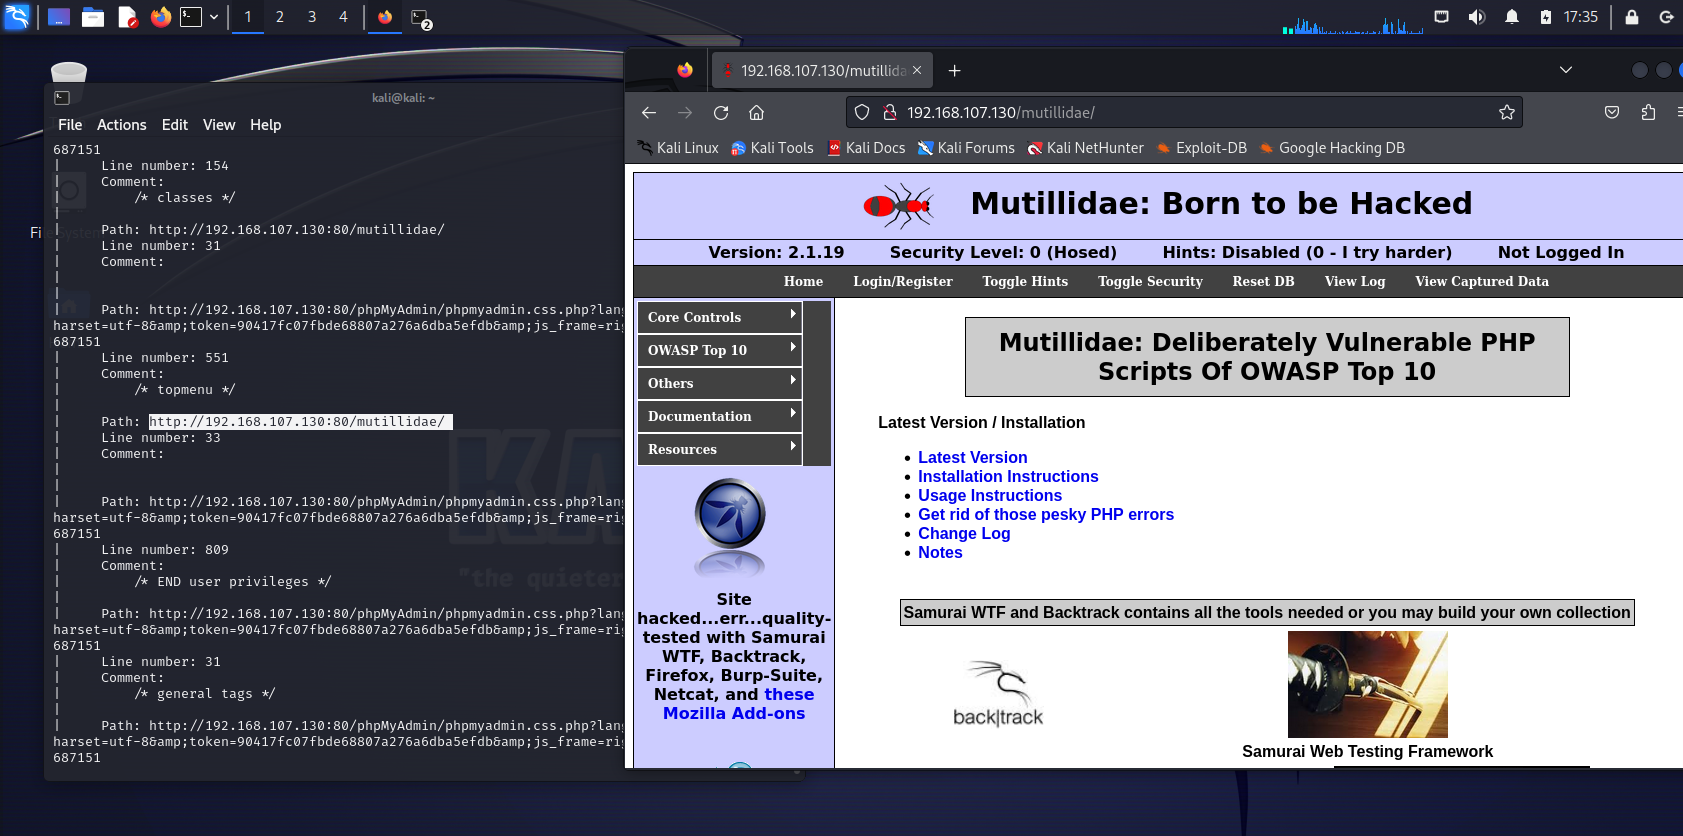 1 2 3 4
2
17:35
kali@kali: ~
File Actions Edit View Help
687151
| Line number: 154
| Comment:
| /* classes */
|
| Path: http://192.168.107.130:80/mutillidae/
| Line number: 31
| Comment:
|
|
| Path: http://192.168.107.130:80/phpMyAdmin/phpmyadmin.css.php?lang
harset=utf-8&amp;token=90417fc07fbde68807a276a6dba5efdb&amp;js_frame=rig
687151
| Line number: 551
| Comment:
| /* topmenu */
|
| Path: http://192.168.107.130:80/mutillidae/
| Line number: 33
| Comment:
|
|
| Path: http://192.168.107.130:80/phpMyAdmin/phpmyadmin.css.php?lang
harset=utf-8&amp;token=90417fc07fbde68807a276a6dba5efdb&amp;js_frame=rig
687151
| Line number: 809
| Comment:
| /* END user privileges */
|
| Path: http://192.168.107.130:80/phpMyAdmin/phpmyadmin.css.php?lang
harset=utf-8&amp;token=90417fc07fbde68807a276a6dba5efdb&amp;js_frame=rig
687151
| Line number: 31
| Comment:
| /* general tags */
|
| Path: http://192.168.107.130:80/phpMyAdmin/phpmyadmin.css.php?lang
harset=utf-8&amp;token=90417fc07fbde68807a276a6dba5efdb&amp;js_frame=rig
687151
File System
"the quieter
192.168.107.130/mutillida
192.168.107.130/mutillidae/
Kali Linux Kali Tools Kali Docs Kali Forums Kali NetHunter Exploit-DB Google Hacking DB
Mutillidae: Born to be Hacked
Version: 2.1.19 Security Level: 0 (Hosed) Hints: Disabled (0 - I try harder) Not Logged In
Home Login/Register Toggle Hints Toggle Security Reset DB View Log View Captured Data
Core Controls
OWASP Top 10
Others
Documentation
Resources
Site
hacked...err...quality-
tested with Samurai
WTF, Backtrack,
Firefox, Burp-Suite,
Netcat, and these
Mozilla Add-ons
Mutillidae: Deliberately Vulnerable PHP
Scripts Of OWASP Top 10
Latest Version / Installation
• Latest Version
• Installation Instructions
• Usage Instructions
• Get rid of those pesky PHP errors
• Change Log
• Notes
Samurai WTF and Backtrack contains all the tools needed or you may build your own collection
back|track
Samurai Web Testing Framework